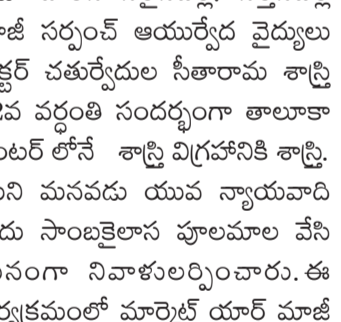 జీ సర్పంచ్ ఆయుర్వేద వైద్యులు
క్టర్ చతుర్వేదుల సీతారామ శాస్త్రి
వ వర్ధంతి సందర్భంగా తాలూకా
ంటర్ లోనే శాస్త్రి విగ్రహానికి శాస్త్రి.
ని మనవడు యువ న్యాయవాది
దు సాంబకైలాస పూలమాల వేసి
నంగా నివాళులర్పించారు. ఈ
ర్యక్రమంలో మార్కెట్ యార్ మాజీ